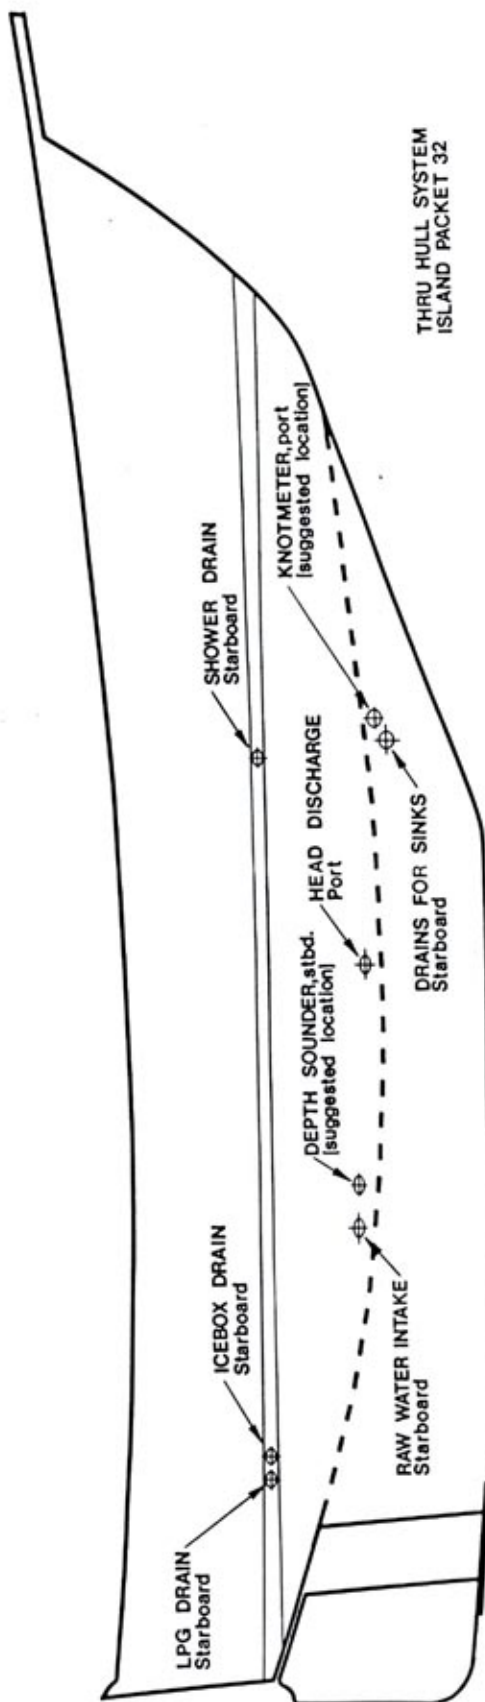 THRU HULL SYSTEM
ISLAND PACKET 32
LPG DRAIN
Starboard
ICEBOX DRAIN
Starboard
SHOWER DRAIN
Starboard
RAW WATER INTAKE
Starboard
DEPTH SOUNDER,stbd.
[suggested location]
HEAD DISCHARGE
Port
DRAINS FOR SINKS
Starboard
KNOTMETER,port
[suggested location]